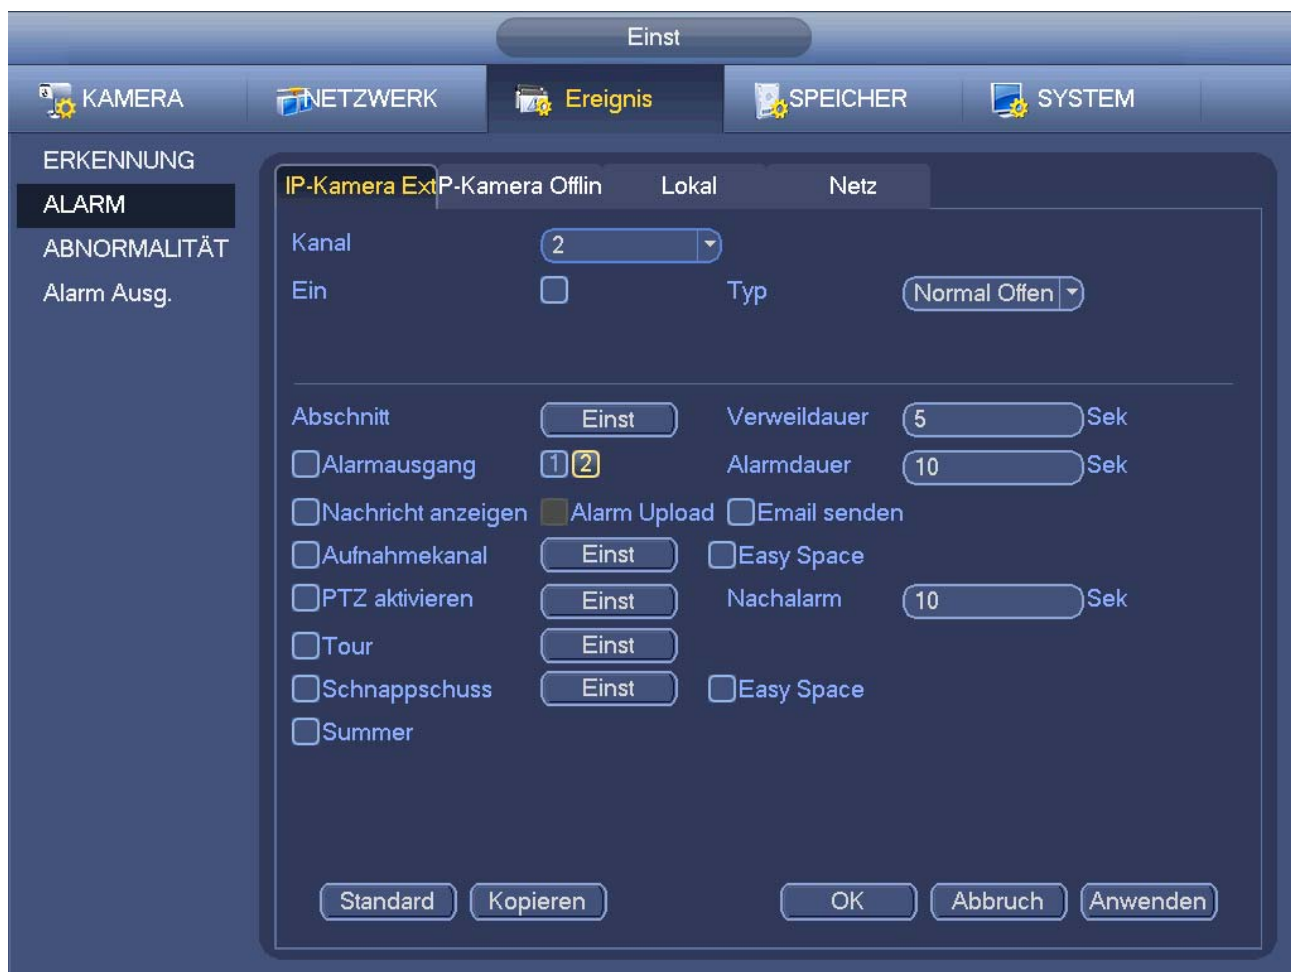 Einst
KAMERA NETZWERK Ereignis SPEICHER SYSTEM
ERKENNUNG
ALARM
ABNORMALITÄT
Alarm Ausg.
IP-Kamera Ext P-Kamera Offlin Lokal Netz
Kanal 2
Ein Typ Normal Offen
Abschnitt Einst Verweildauer 5 Sek
Alarmausgang 1 2 Alarmdauer 10 Sek
Nachricht anzeigen Alarm Upload Email senden
Aufnahmekanal Einst Easy Space
PTZ aktivieren Einst Nachalarm 10 Sek
Tour Einst
Schnappschuss Einst Easy Space
Summer
Standard Kopieren OK Abbruch Anwenden